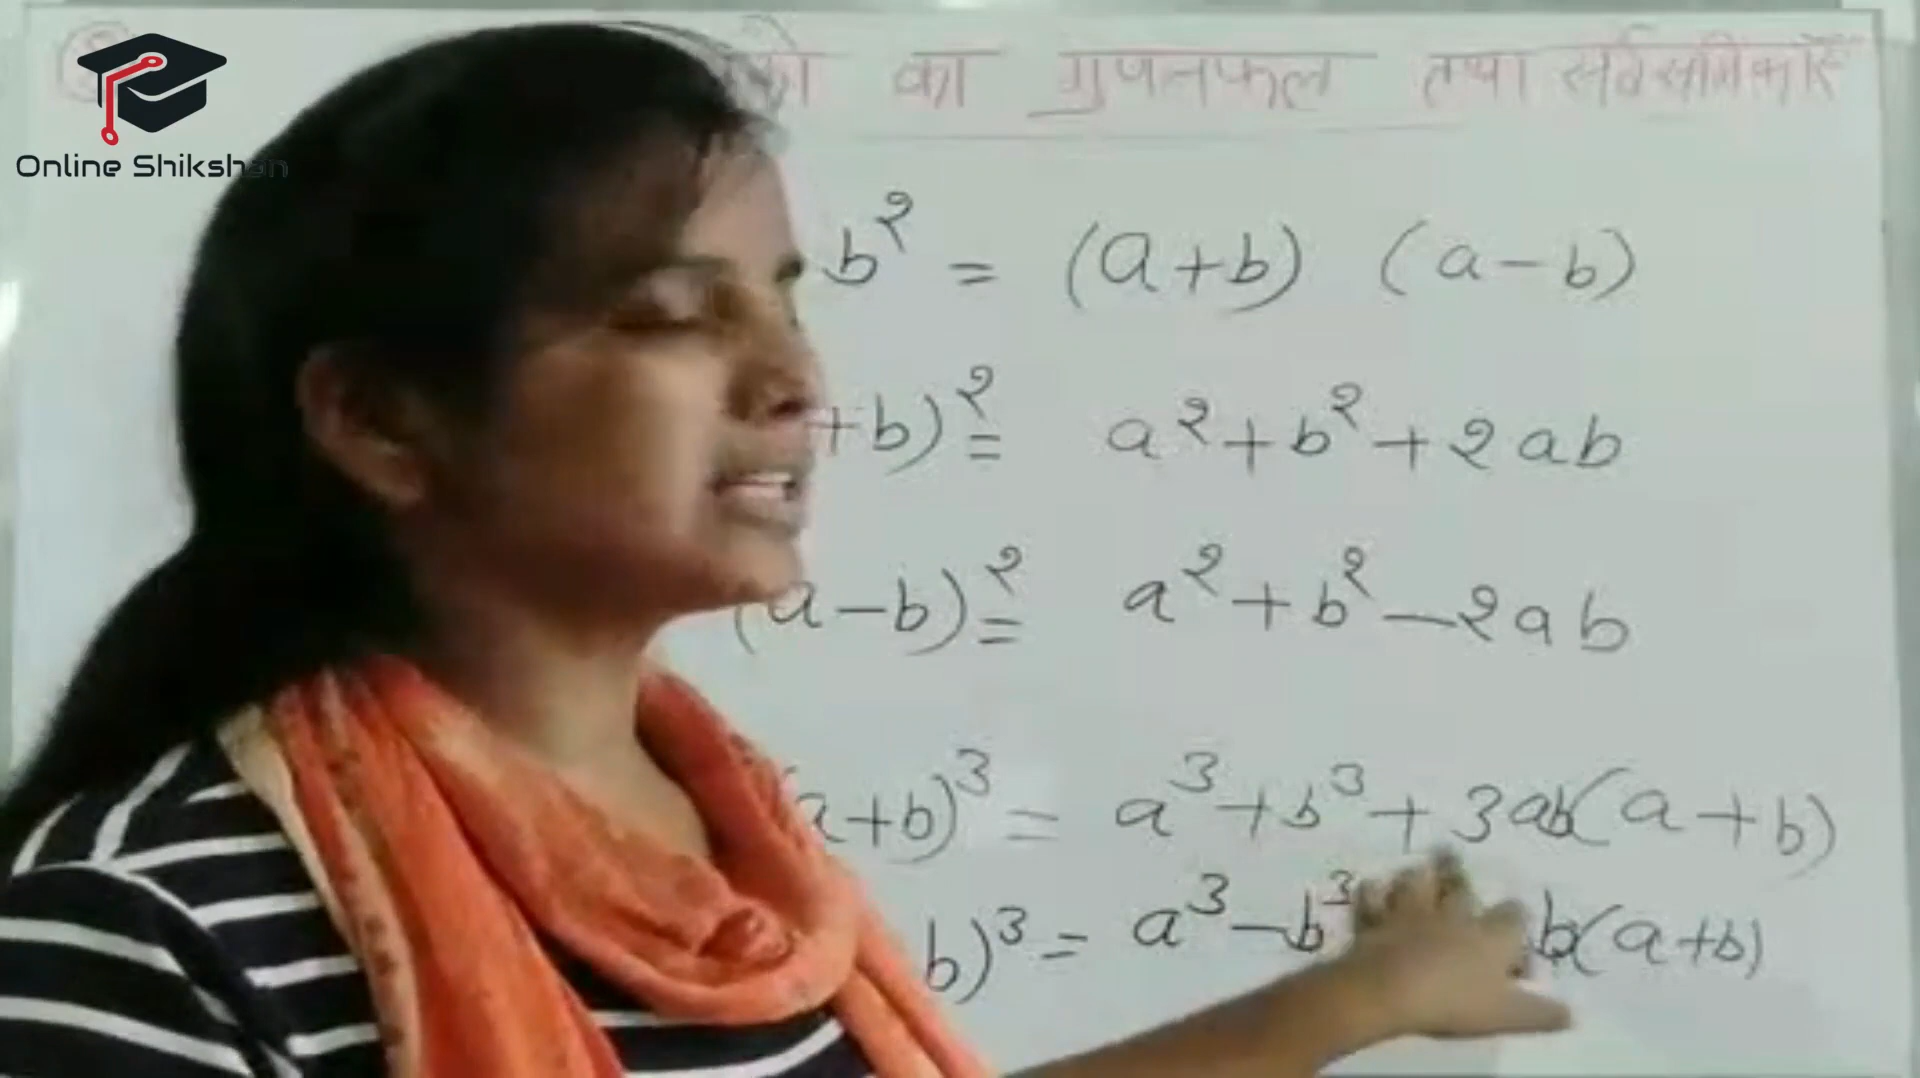 Online Shikshan
का गुणनफल तथा सर्वसमिकाएँ
b² = (a+b) (a-b)
+b)² = a²+b²+2ab
(a-b)² = a²+b²-2ab
a+b)³ = a³+b³+3ab(a+b)
b)³ = a³-b³ b(a+b)